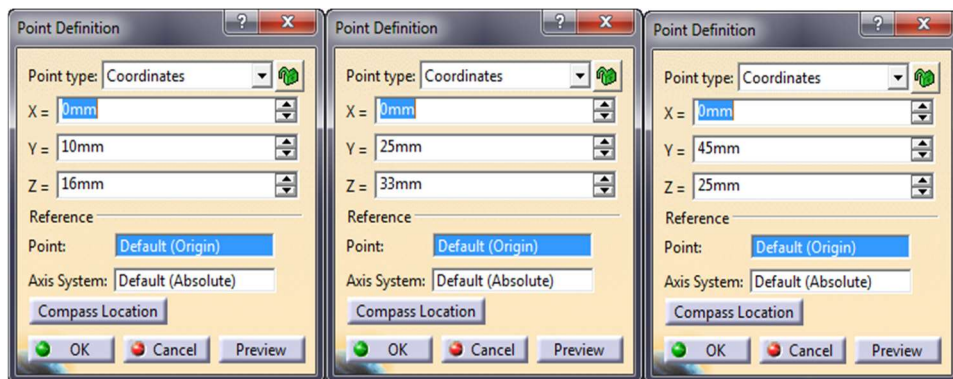 Point Definition
?
X
Point type: Coordinates
X = 0mm
Y = 10mm
Z = 16mm
Reference
Point: Default (Origin)
Axis System: Default (Absolute)
Compass Location
OK Cancel Preview
Point Definition
?
X
Point type: Coordinates
X = 0mm
Y = 25mm
Z = 33mm
Reference
Point: Default (Origin)
Axis System: Default (Absolute)
Compass Location
OK Cancel Preview
Point Definition
?
X
Point type: Coordinates
X = 0mm
Y = 45mm
Z = 25mm
Reference
Point: Default (Origin)
Axis System: Default (Absolute)
Compass Location
OK Cancel Preview